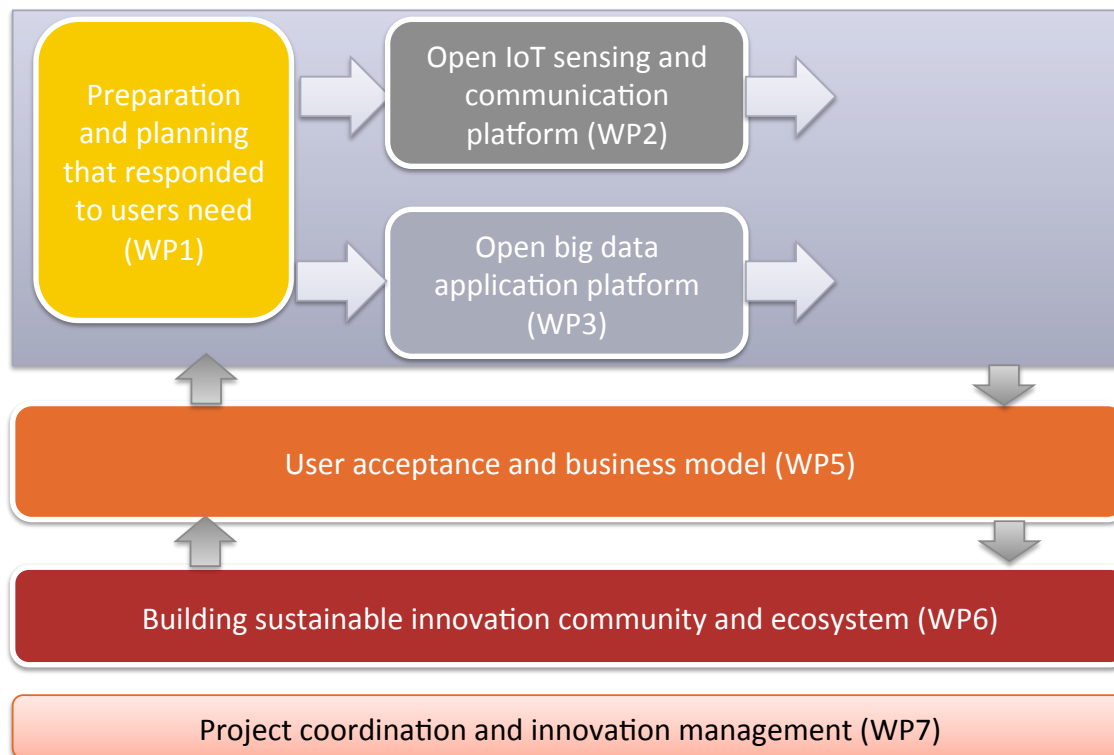 Preparation
and planning
that responded
to users need
(WP1)
Open IoT sensing and
communication
platform (WP2)
Open big data
application platform
(WP3)
User acceptance and business model (WP5)
Building sustainable innovation community and ecosystem (WP6)
Project coordination and innovation management (WP7)